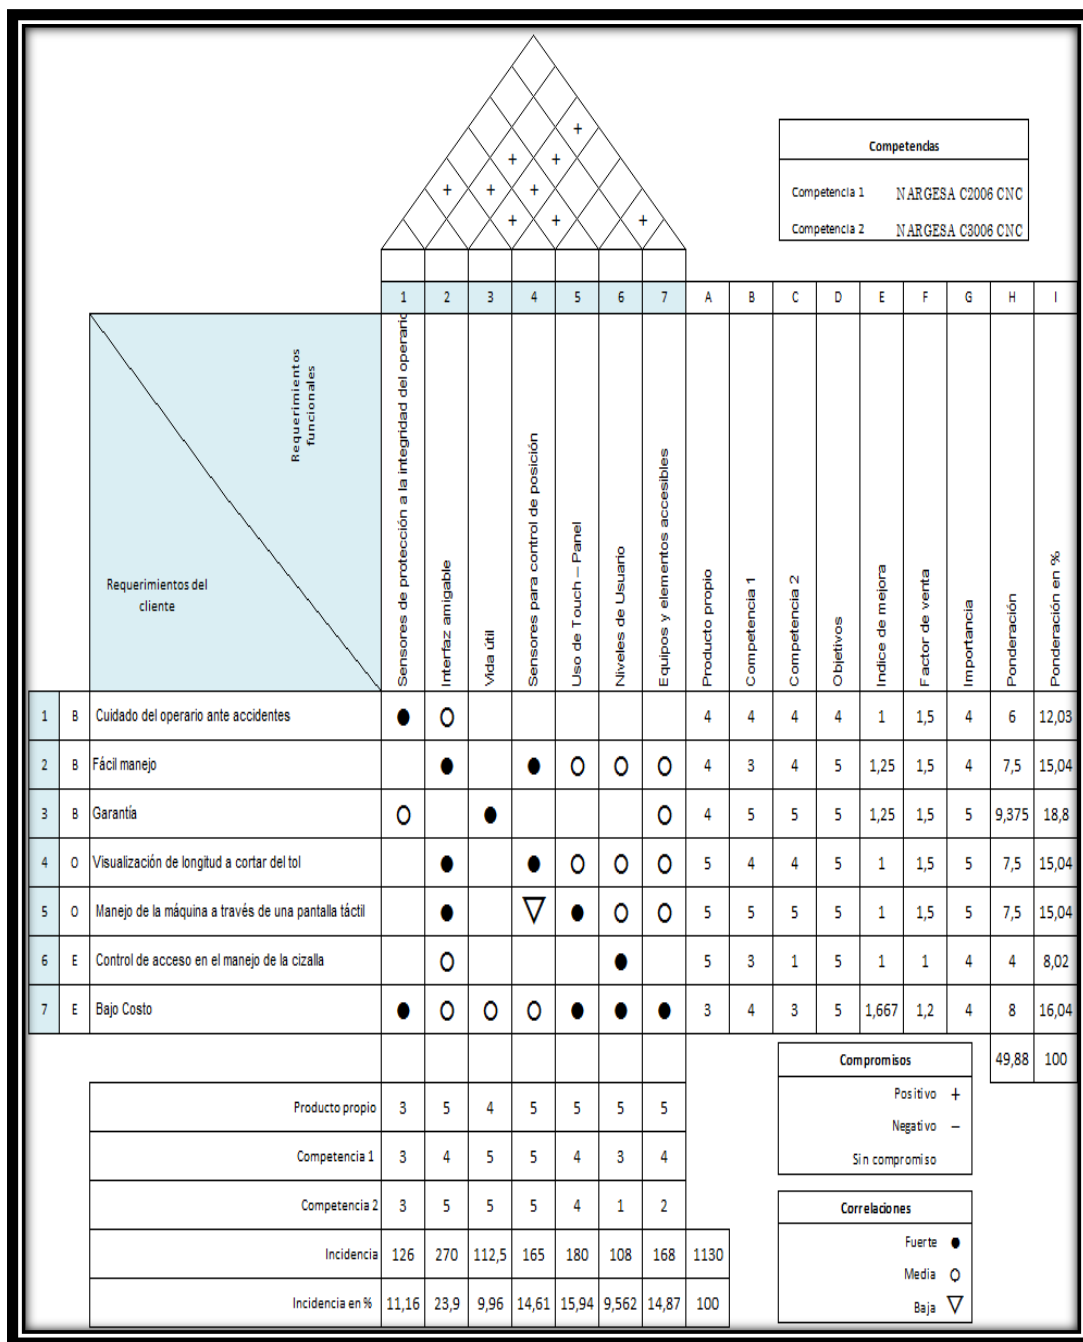 +
+ +
+ + +
+ + +
Competencias
Competencia 1 NARGESA C2006 CNC
Competencia 2 NARGESA C3006 CNC
1 2 3 4 5 6 7 A B C D E F G H I
Requerimientos funcionales
Requerimientos del
cliente
Sensores de protección a la integridad del operario
Interfaz amigable
Vida útil
Sensores para control de posición
Uso de Touch – Panel
Niveles de Usuario
Equipos y elementos accesibles
Producto propio
Competencia 1
Competencia 2
Objetivos
Indice de mejora
Factor de venta
Importancia
Ponderación
Ponderación en %
1 B Cuidado del operario ante accidentes ● O 4 4 4 4 1 1,5 4 6 12,03
2 B Fácil manejo ● ● O O O 4 3 4 5 1,25 1,5 4 7,5 15,04
3 B Garantía O ● O 4 5 5 5 1,25 1,5 5 9,375 18,8
4 O Visualización de longitud a cortar del tol ● ● O O O 5 4 4 5 1 1,5 5 7,5 15,04
5 O Manejo de la máquina a través de una pantalla táctil ● ▽ ● O O 5 5 5 5 1 1,5 5 7,5 15,04
6 E Control de acceso en el manejo de la cizalla O ● 5 3 1 5 1 1 4 4 8,02
7 E Bajo Costo ● O O O ● ● ● 3 4 3 5 1,667 1,2 4 8 16,04
49,88 100
Producto propio 3 5 4 5 5 5 5
Competencia 1 3 4 5 5 4 3 4
Competencia 2 3 5 5 5 4 1 2
Incidencia 126 270 112,5 165 180 108 168 1130
Incidencia en % 11,16 23,9 9,96 14,61 15,94 9,562 14,87 100
Compromisos
Positivo +
Negativo –
Sin compromiso
Correlaciones
Fuerte ●
Media O
Baja ▽